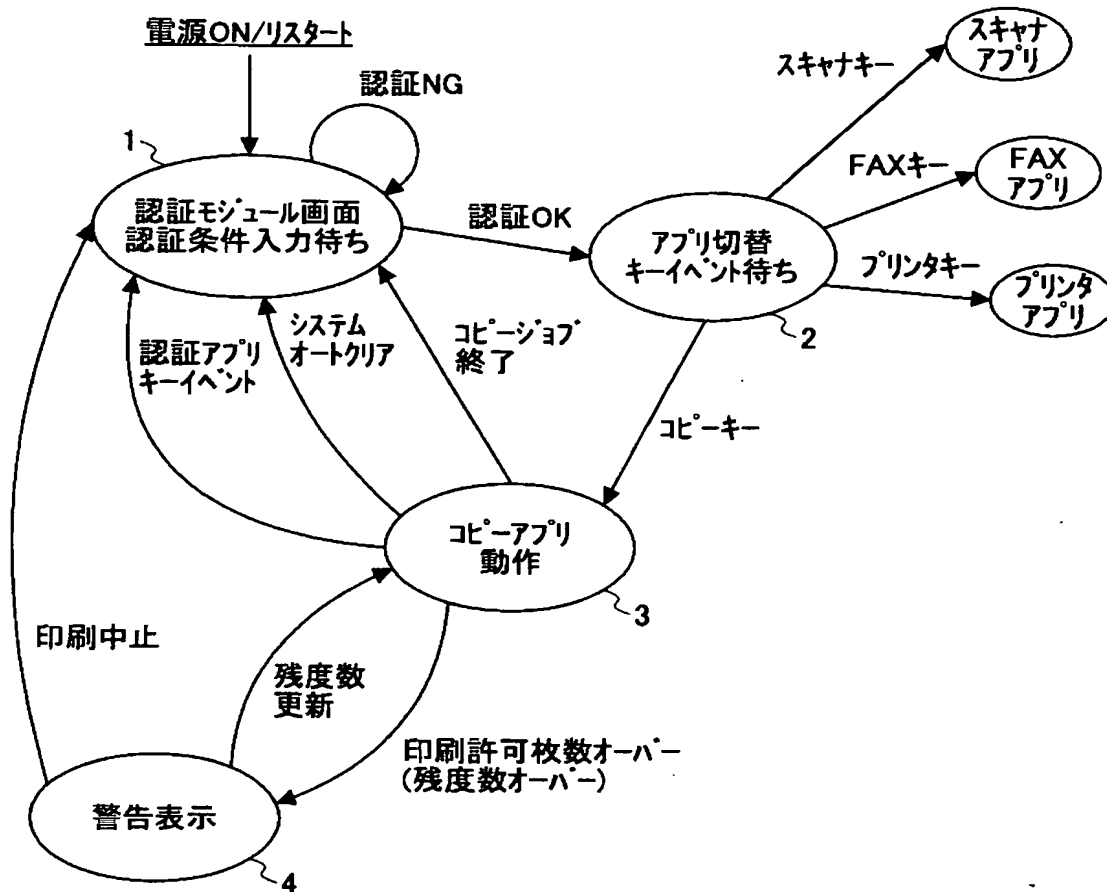 電源ON/リスタート
認証NG
1
認証モジュール画面
認証条件入力待ち
認証OK
スキャナキー
スキャナ
アプリ
FAXキー
FAX
アプリ
アプリ切替
キーイベント待ち
プリンタキー
プリンタ
アプリ
2
認証アプリ
キーイベント
システム
オートクリア
コピージョブ
終了
コピーキー
コピーアプリ
動作
3
印刷中止
残度数
更新
印刷許可枚数オーバー
(残度数オーバー)
警告表示
4